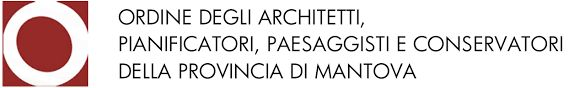 ORDINE DEGLI ARCHITETTI,
PIANIFICATORI, PAESAGGISTI E CONSERVATORI
DELLA PROVINCIA DI MANTOVA